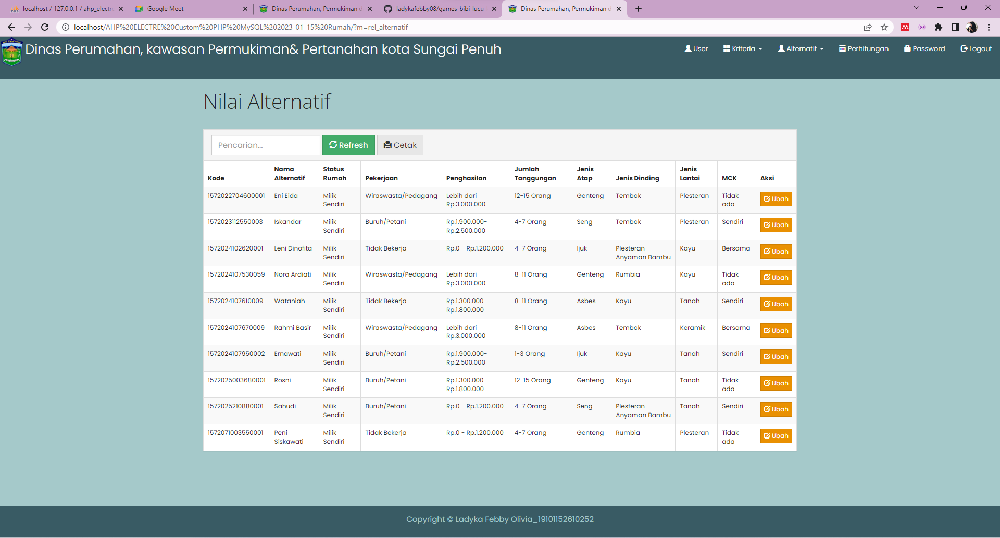 localhost / 127.0.0.1 / ahp_electre
Google Meet
Dinas Perumahan, Permukiman d
ladykafebby08/games-bibi-lucu-
Dinas Perumahan, Permukiman d
localhost/AHP%20ELECTRE%20Custom%20PHP%20MySQL%202023-01-15%20Rumah/?m=rel_alternatif
Dinas Perumahan, kawasan Permukiman& Pertanahan kota Sungai Penuh
User Kriteria Alternatif Perhitungan Password Logout
Nilai Alternatif
Pencarian... Refresh Cetak
Kode Nama Alternatif Status Rumah Pekerjaan Penghasilan Jumlah Tanggungan Jenis Atap Jenis Dinding Jenis Lantai MCK Aksi
1572022704600001 Eni Eida Milik Sendiri Wiraswasta/Pedagang Lebih dari Rp.3.000.000 12-15 Orang Genteng Tembok Plesteran Tidak ada Ubah
1572023112550003 Iskandar Milik Sendiri Buruh/Petani Rp.1.900.000-Rp.2.500.000 4-7 Orang Seng Tembok Plesteran Sendiri Ubah
1572024102620001 Leni Dinofita Milik Sendiri Tidak Bekerja Rp.0 - Rp.1.200.000 4-7 Orang Ijuk Plesteran Anyaman Bambu Kayu Bersama Ubah
1572024107530059 Nora Ardiati Milik Sendiri Wiraswasta/Pedagang Lebih dari Rp.3.000.000 8-11 Orang Genteng Rumbia Kayu Tidak ada Ubah
1572024107610009 Wataniah Milik Sendiri Tidak Bekerja Rp.1.300.000-Rp.1.800.000 8-11 Orang Asbes Kayu Tanah Sendiri Ubah
1572024107670009 Rahmi Basir Milik Sendiri Wiraswasta/Pedagang Lebih dari Rp.3.000.000 8-11 Orang Asbes Tembok Keramik Bersama Ubah
1572024107950002 Ernawati Milik Sendiri Buruh/Petani Rp.1.900.000-Rp.2.500.000 1-3 Orang Ijuk Kayu Tanah Sendiri Ubah
1572025003680001 Rosni Milik Sendiri Buruh/Petani Rp.1.300.000-Rp.1.800.000 12-15 Orang Genteng Kayu Tanah Tidak ada Ubah
1572025210880001 Sahudi Milik Sendiri Buruh/Petani Rp.0 - Rp.1.200.000 4-7 Orang Seng Plesteran Anyaman Bambu Tanah Sendiri Ubah
1572071003550001 Peni Siskawati Milik Sendiri Tidak Bekerja Rp.0 - Rp.1.200.000 4-7 Orang Genteng Rumbia Plesteran Tidak ada Ubah
Copyright © Ladyka Febby Olivia_19101152610252